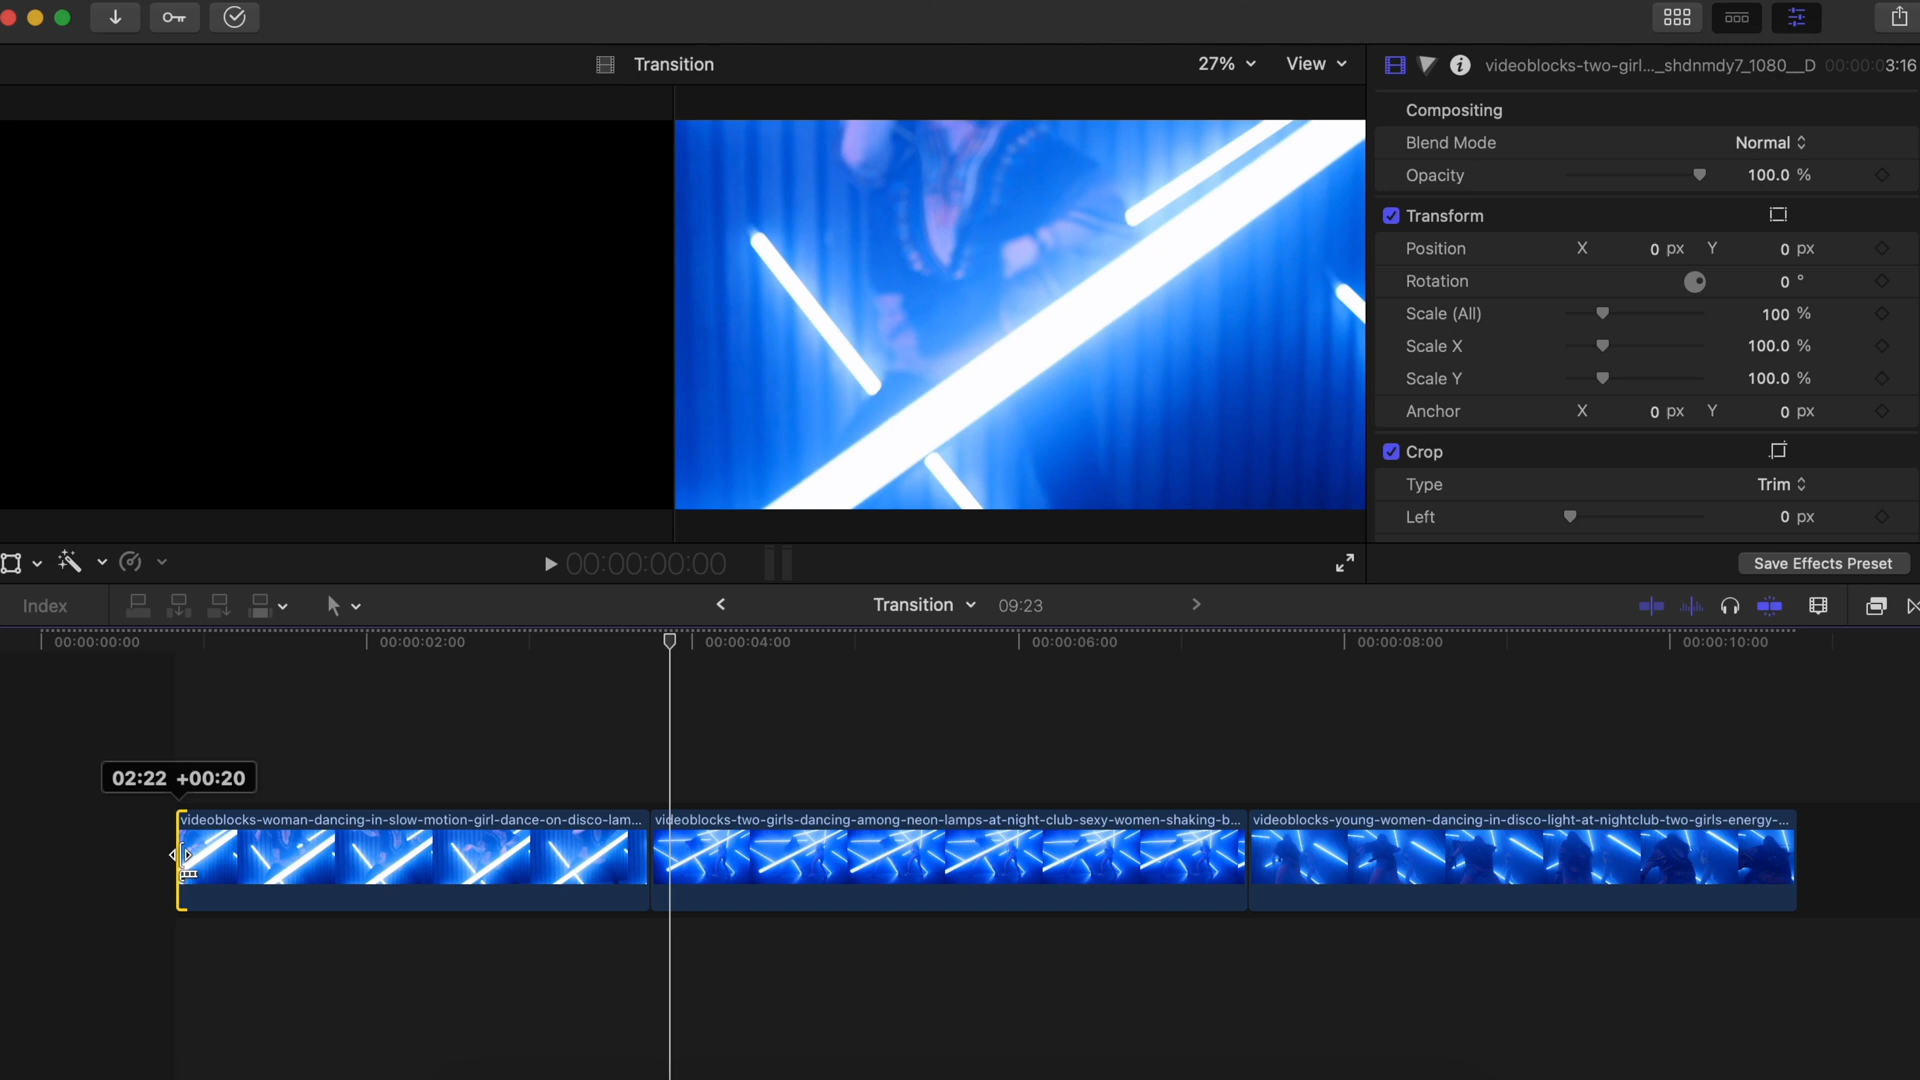 Transition
27%
View
videoblocks-two-girl..._shdnmdy7_1080__D
00:00:03:16
Compositing
Blend Mode
Normal
Opacity
100.0 %
Transform
Position X 0 px Y 0 px
Rotation 0 °
Scale (All) 100 %
Scale X 100.0 %
Scale Y 100.0 %
Anchor X 0 px Y 0 px
Crop
Type Trim
Left 0 px
00:00:00:00
Save Effects Preset
Index
Transition
09:23
00:00:00:00
00:00:02:00
00:00:04:00
00:00:06:00
00:00:08:00
00:00:10:00
02:22 +00:20
videoblocks-woman-dancing-in-slow-motion-girl-dance-on-disco-lam...
videoblocks-two-girls-dancing-among-neon-lamps-at-night-club-sexy-women-shaking-b...
videoblocks-young-women-dancing-in-disco-light-at-nightclub-two-girls-energy-...